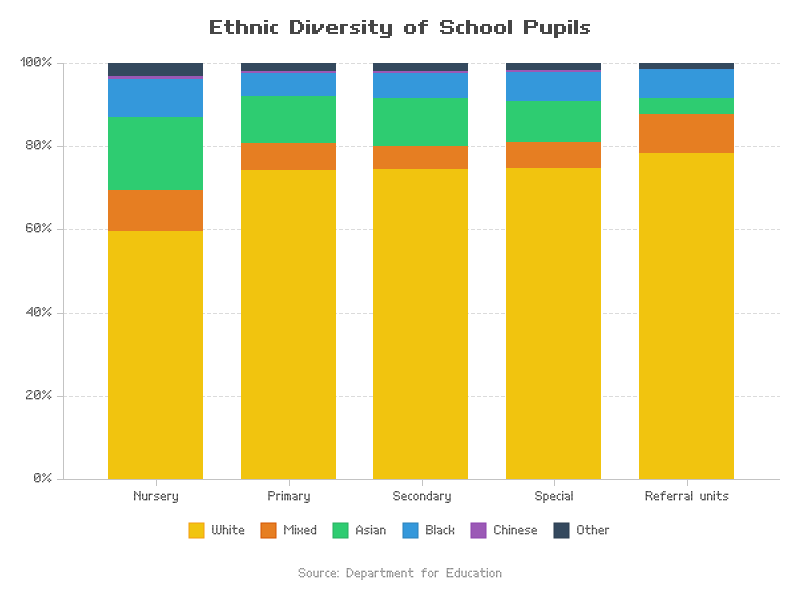 Ethnic Diversity of School Pupils
100%
80%
60%
40%
20%
0%
Nursery Primary Secondary Special Referral units
White Mixed Asian Black Chinese Other
Source: Department for Education